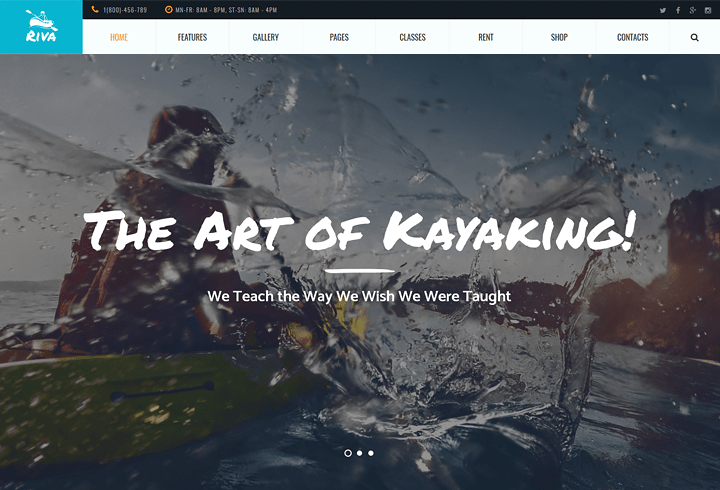 1(800)-456-789
MN-FR: 8AM - 8PM, ST-SN: 8AM - 4PM
RIVA
HOME
FEATURES
GALLERY
PAGES
CLASSES
RENT
SHOP
CONTACTS
The Art of Kayaking!
We Teach the Way We Wish We Were Taught